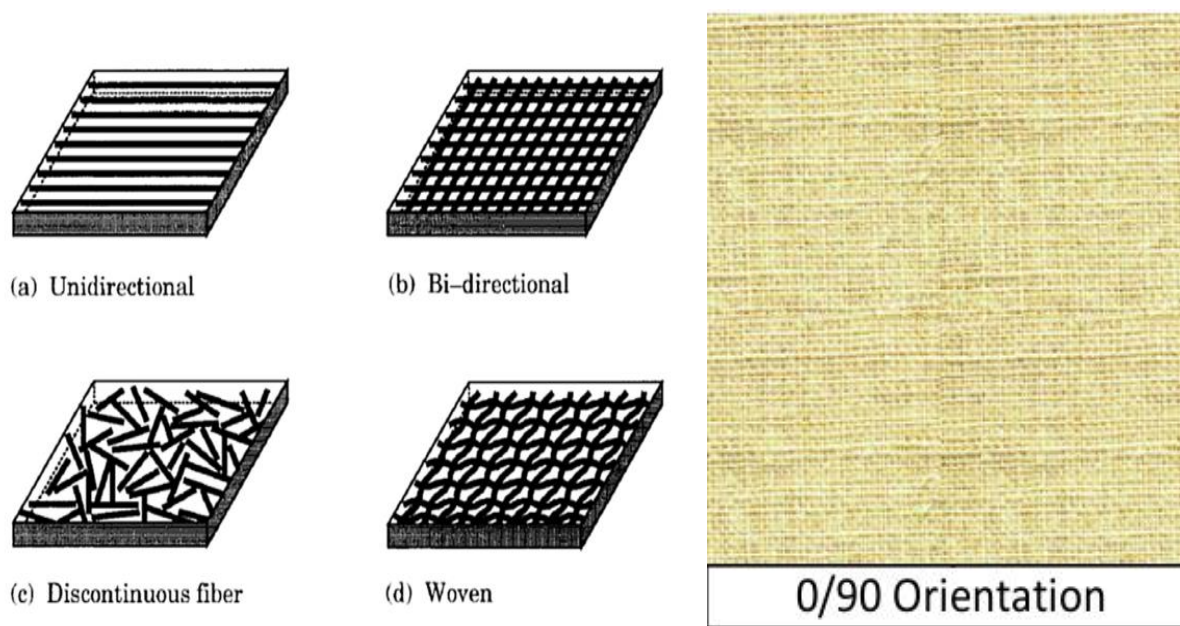 (a) Unidirectional
(b) Bi–directional
(c) Discontinuous fiber
(d) Woven
0/90 Orientation